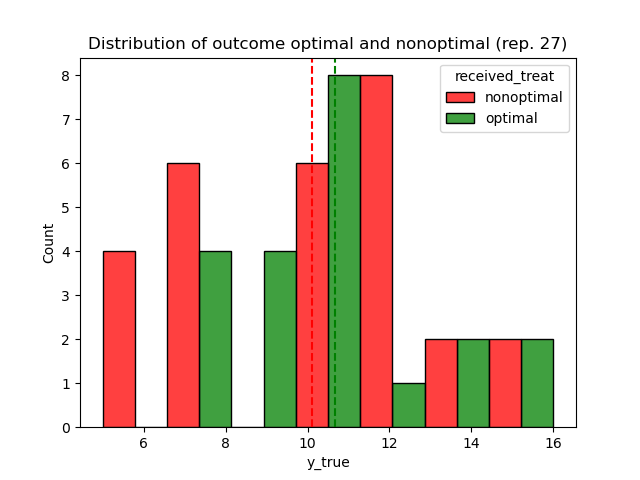 Distribution of outcome optimal and nonoptimal (rep. 27)
received_treat
nonoptimal
optimal
Count
8
7
6
5
4
3
2
1
0
6 8 10 12 14 16
y_true